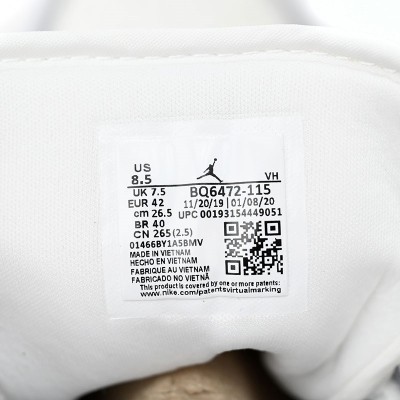 US
8.5
VH
UK 7.5
BQ6472-115
EUR 42
11/20/19 | 01/08/20
cm 26.5
UPC 00193154449051
BR 40
CN 265(2.5)
01466BY1A5BMV
MADE IN VIETNAM
HECHO EN VIETNAM
FABRIQUE AU VIETNAM
FABRICADO NO VIETNÃ
This product is covered by one or more patents:
www.nike.com/patentsvirtualmarking